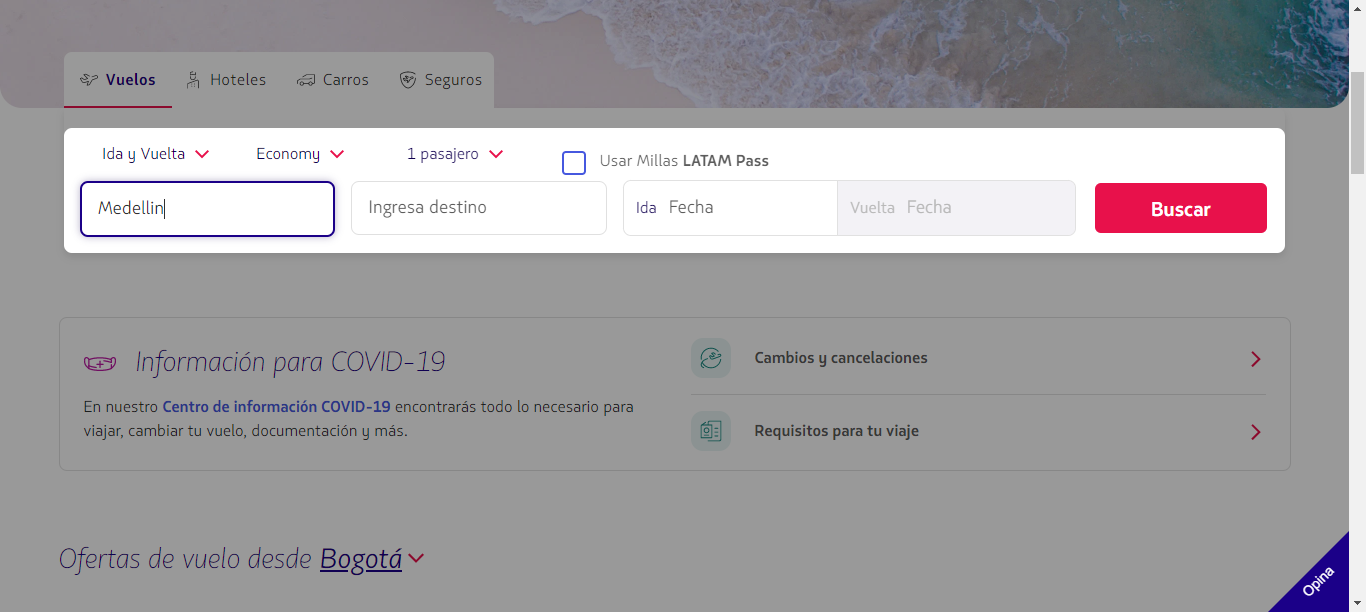 Vuelos Hoteles Carros Seguros
Ida y Vuelta Economy 1 pasajero Usar Millas LATAM Pass
Medellin Ingresa destino Ida Fecha Vuelta Fecha Buscar
Información para COVID-19
En nuestro Centro de información COVID-19 encontrarás todo lo necesario para
viajar, cambiar tu vuelo, documentación y más.
Cambios y cancelaciones
Requisitos para tu viaje
Ofertas de vuelo desde Bogotá
Opina